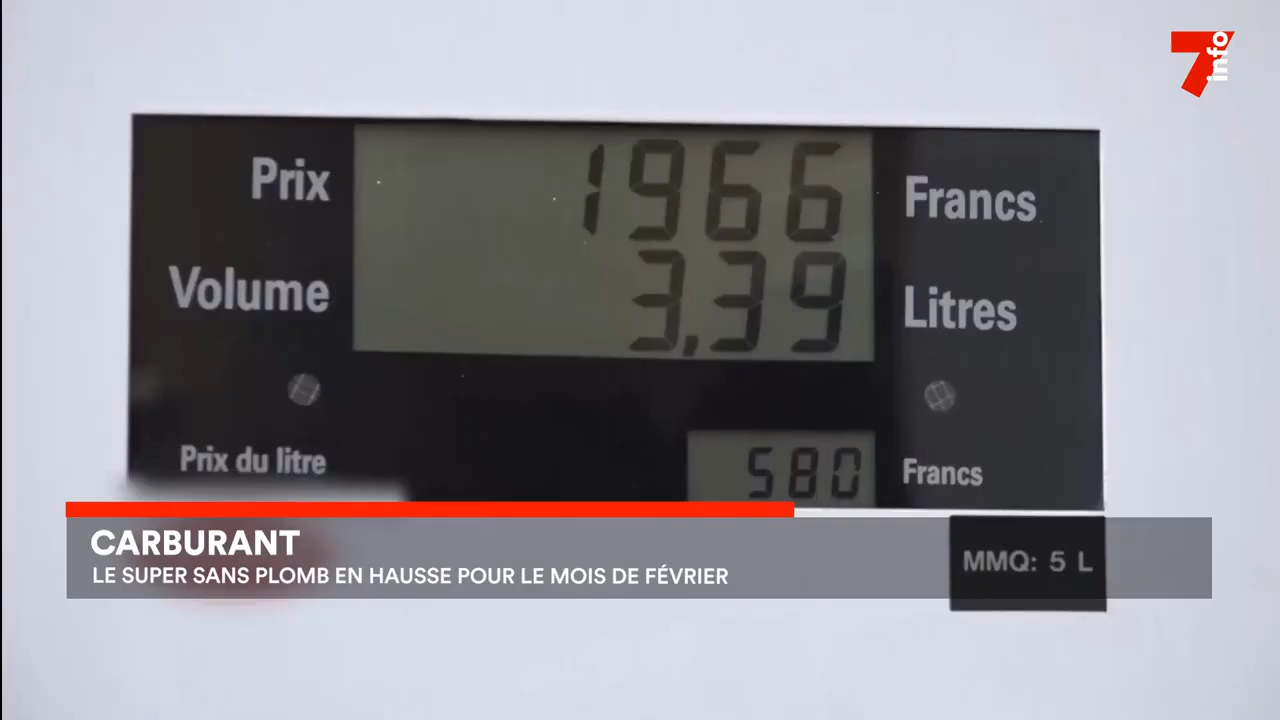 7 info
Prix 1966 Francs
Volume 3,39 Litres
Prix du litre 580 Francs
CARBURANT
LE SUPER SANS PLOMB EN HAUSSE POUR LE MOIS DE FÉVRIER
MMQ: 5 L